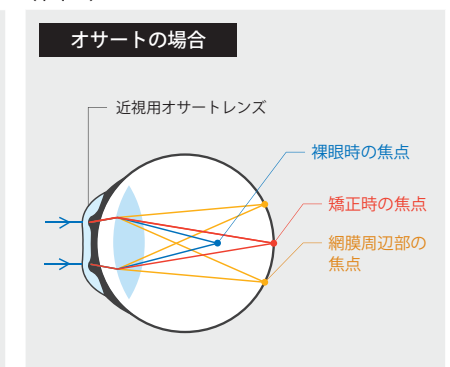 オサートの場合
近視用オサートレンズ
裸眼時の焦点
矯正時の焦点
網膜周辺部の
焦点